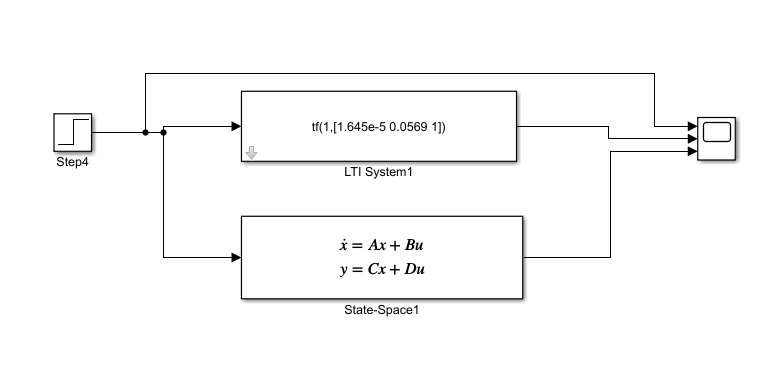 tf(1,[1.645e-5 0.0569 1])
Step4
LTI System1
ẋ = Ax + Bu
y = Cx + Du
State-Space1